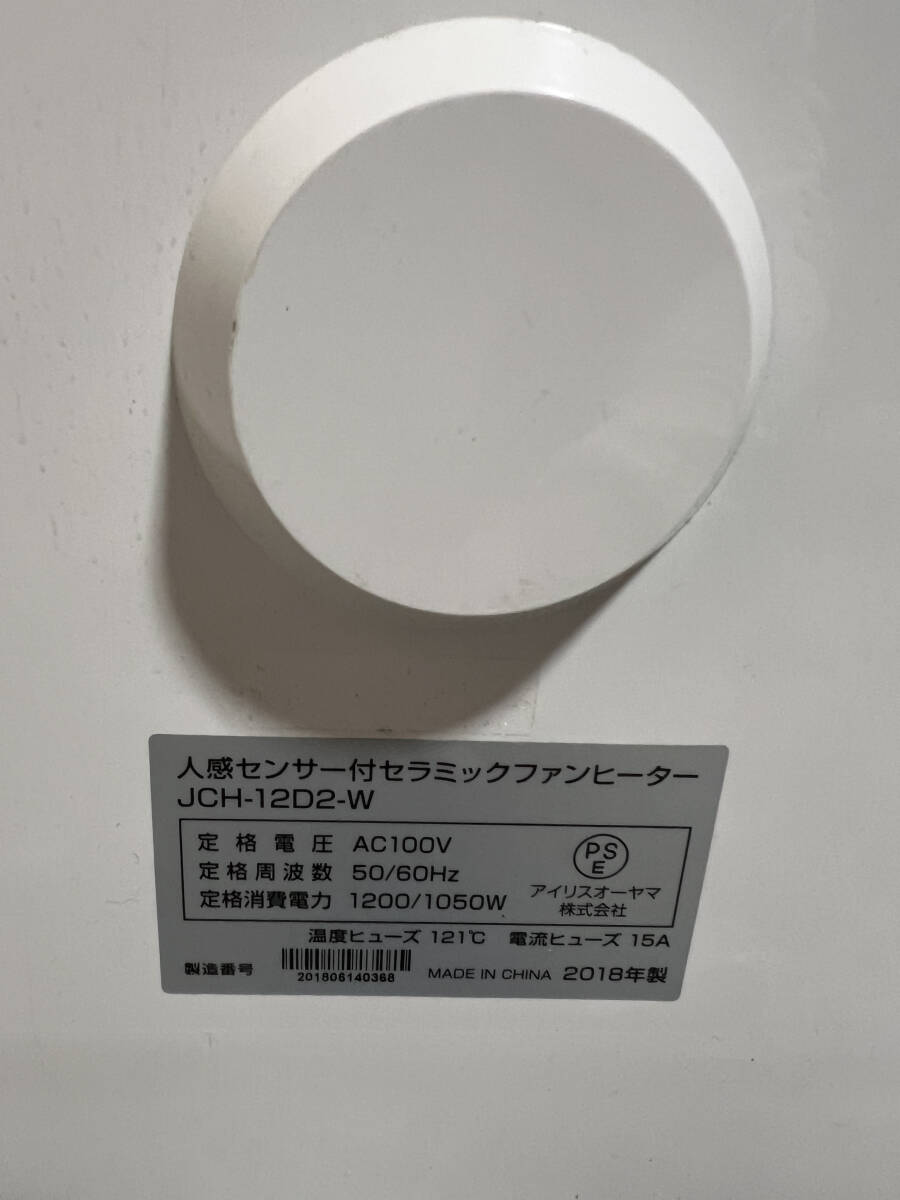 人感センサー付セラミックファンヒーター
JCH-12D2-W
定格電圧 AC100V
定格周波数 50/60Hz
定格消費電力 1200/1050W
PS
E
アイリスオーヤマ
株式会社
温度ヒューズ 121℃ 電流ヒューズ 15A
製造番号 201806140368 MADE IN CHINA 2018年製